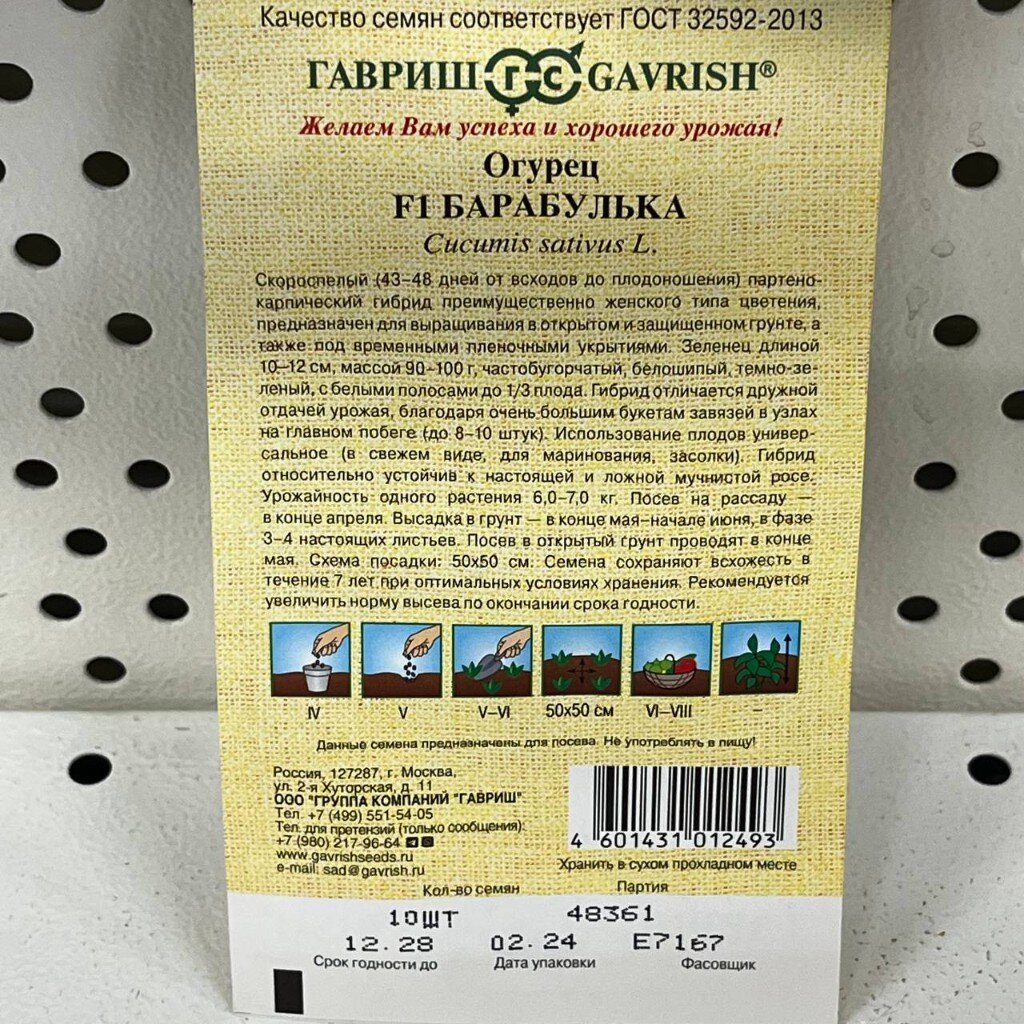 Качество семян соответствует ГОСТ 32592-2013
ГАВРИШ ГС GAVRISH®
Желаем Вам успеха и хорошего урожая!
Огурец
F1 БАРАБУЛЬКА
Cucumis sativus L.
Скороспелый (43–48 дней от всходов до плодоношения) партено-
карпический гибрид преимущественно женского типа цветения,
предназначен для выращивания в открытом и защищенном грунте, а
также под временными пленочными укрытиями. Зеленец длиной
10–12 см, массой 90–100 г, частобугорчатый, белошипый, темно-зе-
леный, с белыми полосами до 1/3 плода. Гибрид отличается дружной
отдачей урожая, благодаря очень большим букетам завязей в узлах
на главном побеге (до 8–10 штук). Использование плодов универ-
сальное (в свежем виде, для маринования, засолки). Гибрид
относительно устойчив к настоящей и ложной мучнистой росе.
Урожайность одного растения 6,0–7,0 кг. Посев на рассаду —
в конце апреля. Высадка в грунт — в конце мая–начале июня, в фазе
3–4 настоящих листьев. Посев в открытый грунт проводят в конце
мая. Схема посадки: 50x50 см. Семена сохраняют всхожесть в
течение 7 лет при оптимальных условиях хранения. Рекомендуется
увеличить норму высева по окончании срока годности.
IV V V–VI 50x50 см VI–VIII –
Данные семена предназначены для посева. Не употреблять в пищу!
Россия, 127287, г. Москва,
ул. 2-я Хуторская, д. 11
ООО "ГРУППА КОМПАНИЙ "ГАВРИШ"
Тел. +7 (499) 551-54-05
Тел. для претензий (только сообщения):
+7 (980) 217-96-64
www.gavrishseeds.ru
e-mail: sad@gavrish.ru
4 601431 012493
Хранить в сухом прохладном месте
Кол-во семян Партия
10ШТ 48361
12.28 02.24 Е7167
Срок годности до Дата упаковки Фасовщик